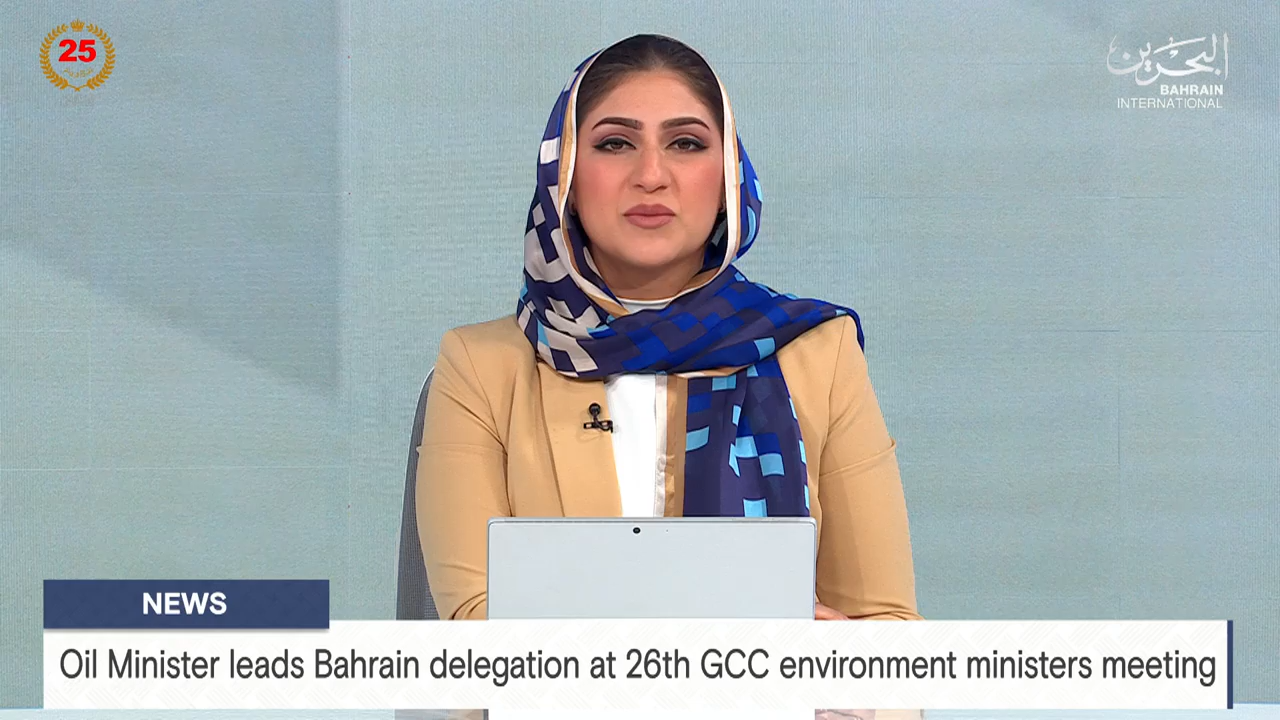 25
البحرين
BAHRAIN
INTERNATIONAL
NEWS
Oil Minister leads Bahrain delegation at 26th GCC environment ministers meeting